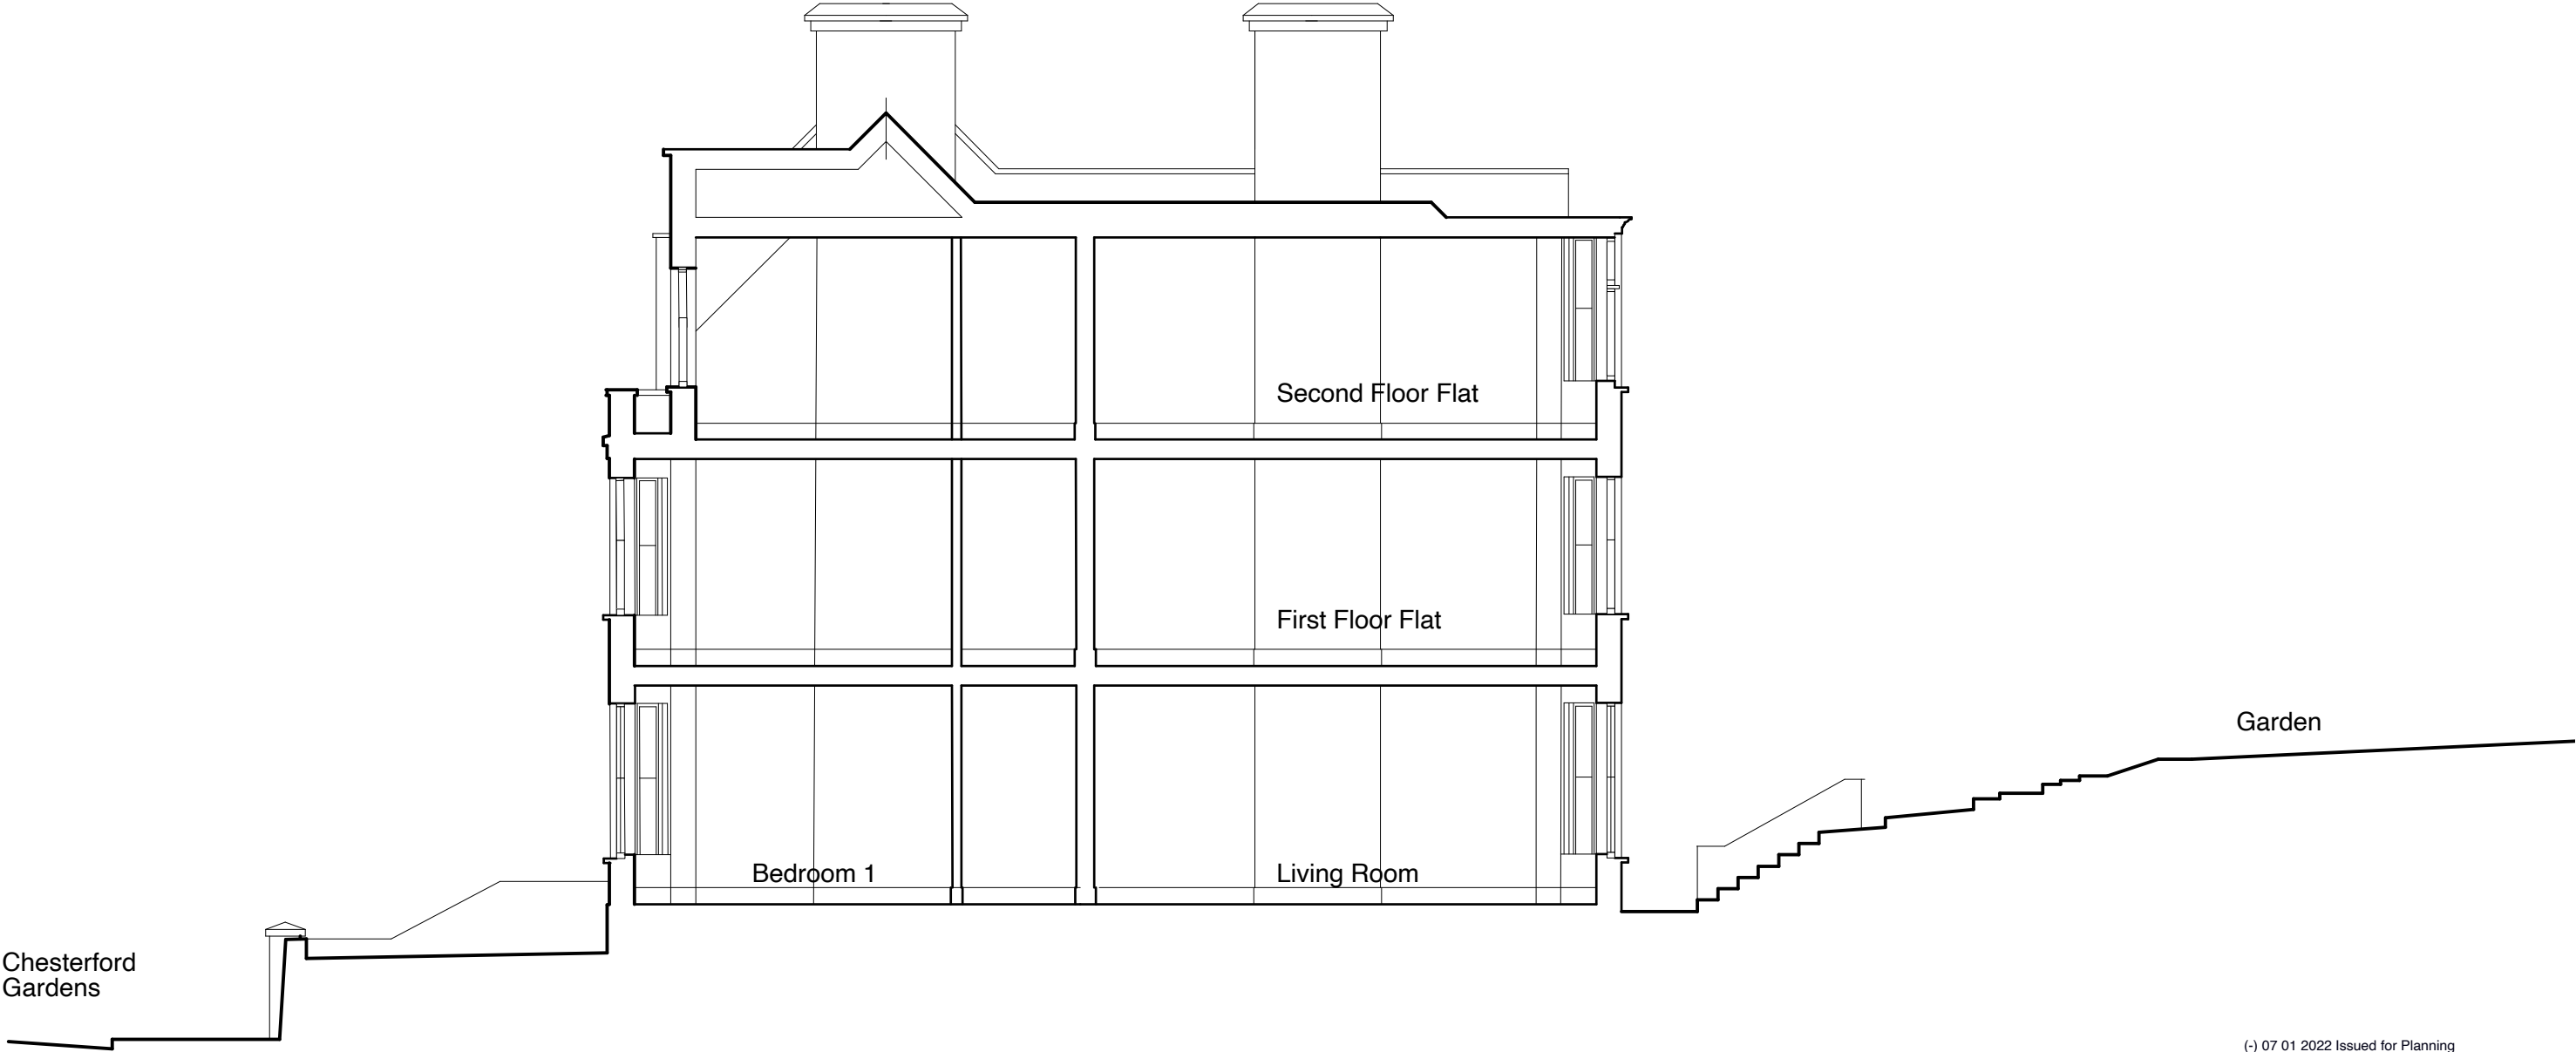 Second Floor Flat
First Floor Flat
Garden
Bedroom 1
Living Room
Chesterford
Gardens
(-) 07 01 2022 Issued for Planning